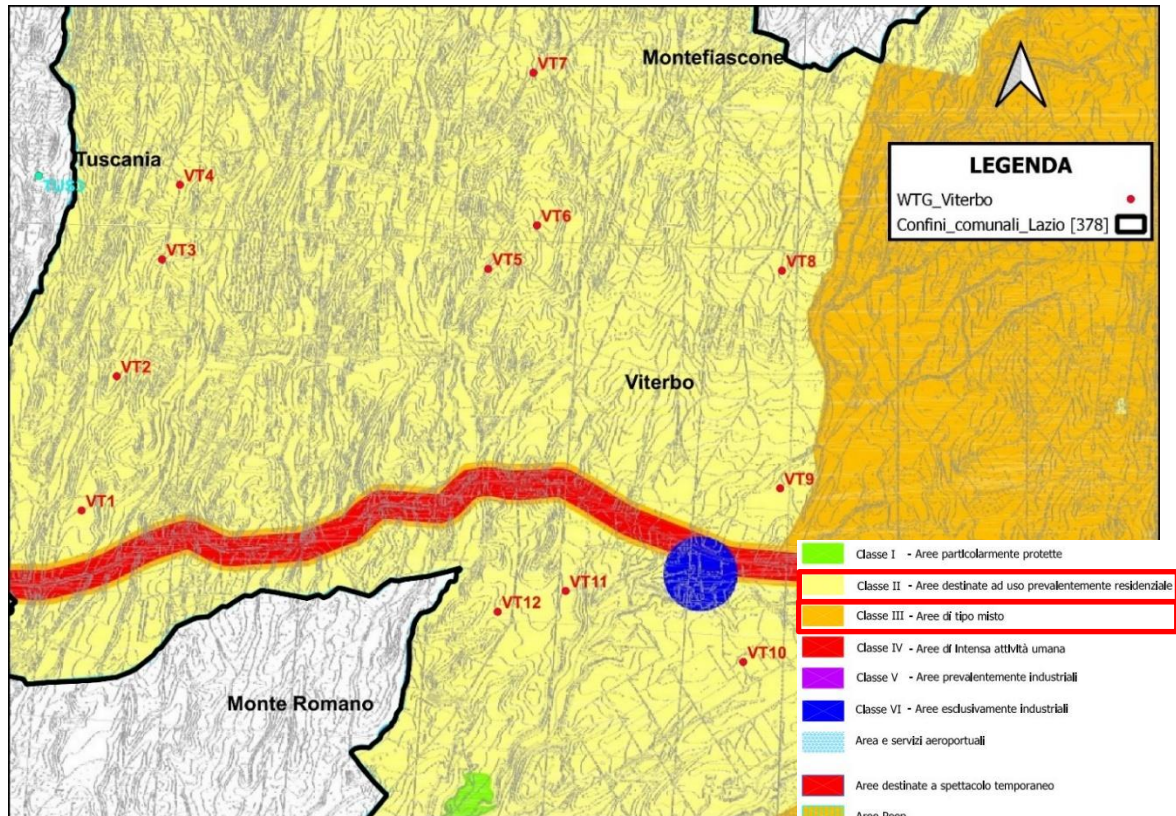 VT7
Montefiascone
Tuscania
TUS3
VT4
LEGENDA
WTG_Viterbo
Confini_comunali_Lazio [378]
VT6
VT3
VT5
VT8
VT2
Viterbo
VT9
VT1
VT11
VT12
VT10
Monte Romano
Classe I - Aree particolarmente protette
Classe II - Aree destinate ad uso prevalentemente residenziale
Classe III - Aree di tipo misto
Classe IV - Aree di intensa attività umana
Classe V - Aree prevalentemente industriali
Classe VI - Aree esclusivamente industriali
Area e servizi aeroportuali
Aree destinate a spettacolo temporaneo
Aree Peep